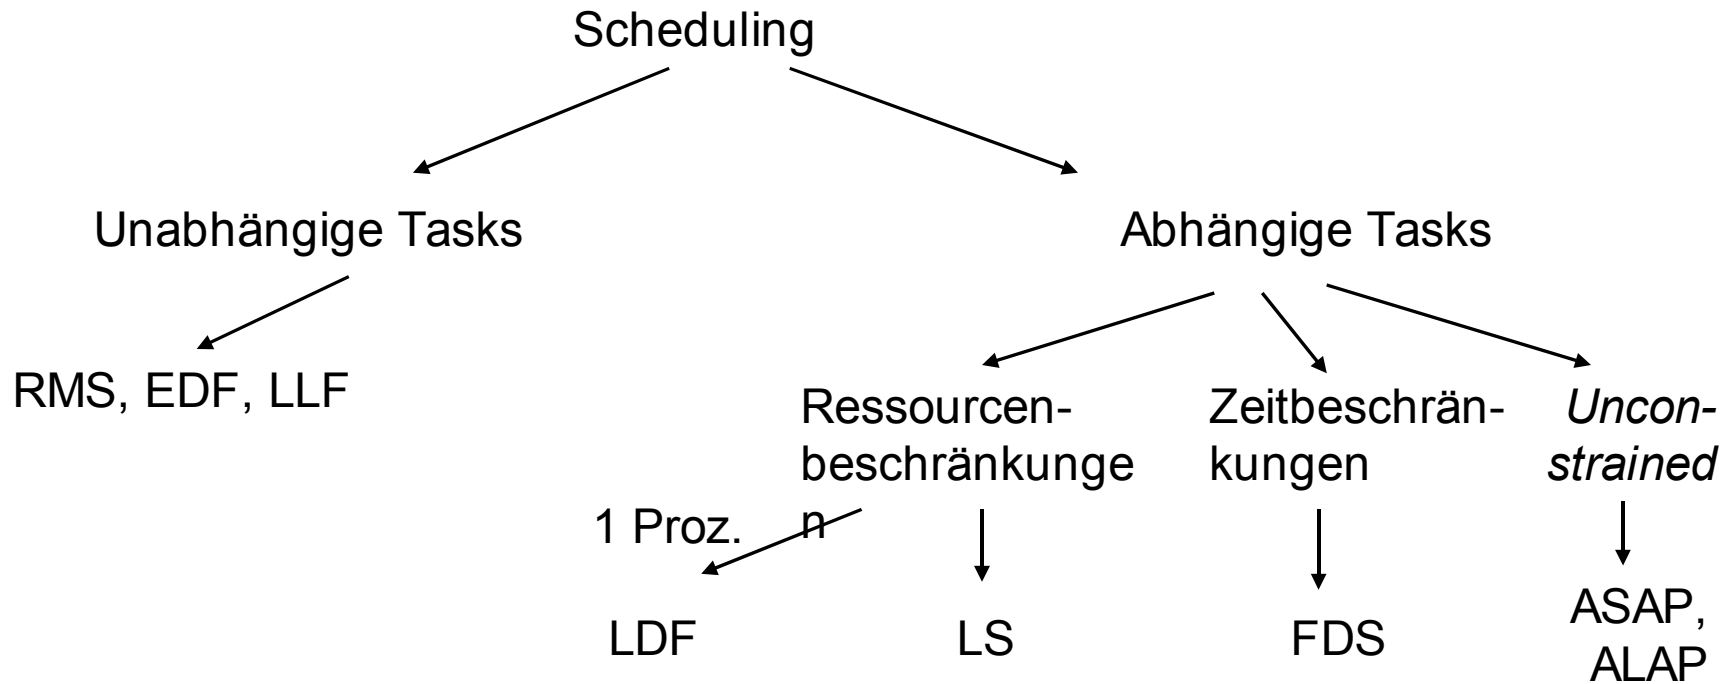 Scheduling
Unabhängige Tasks
Abhängige Tasks
RMS, EDF, LLF
Ressourcen-
beschränkunge
n
Zeitbeschrän-
kungen
Uncon-
strained
1 Proz.
LDF
LS
FDS
ASAP,
ALAP